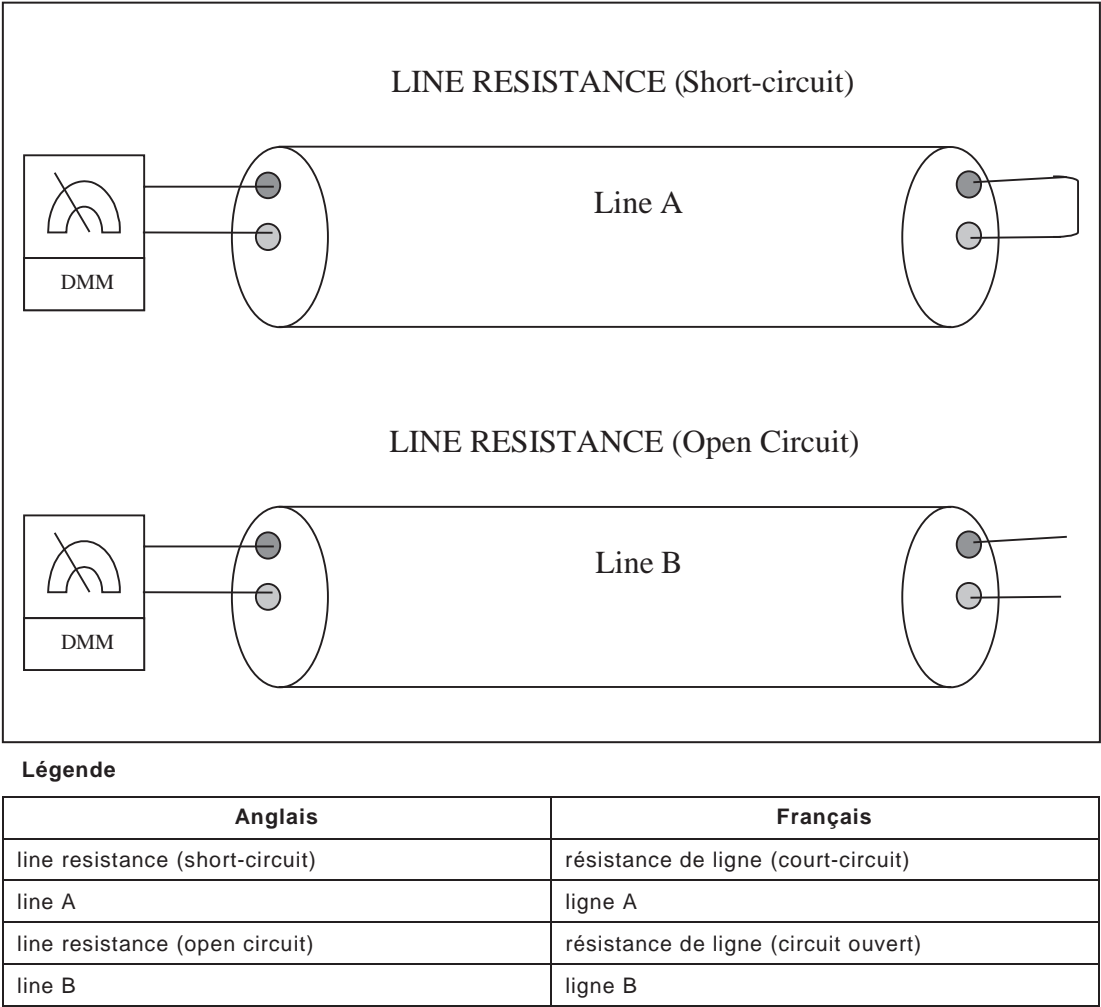 LINE RESISTANCE (Short-circuit)
Line A
DMM
LINE RESISTANCE (Open Circuit)
Line B
DMM
Légende
Anglais Français
line resistance (short-circuit) résistance de ligne (court-circuit)
line A ligne A
line resistance (open circuit) résistance de ligne (circuit ouvert)
line B ligne B